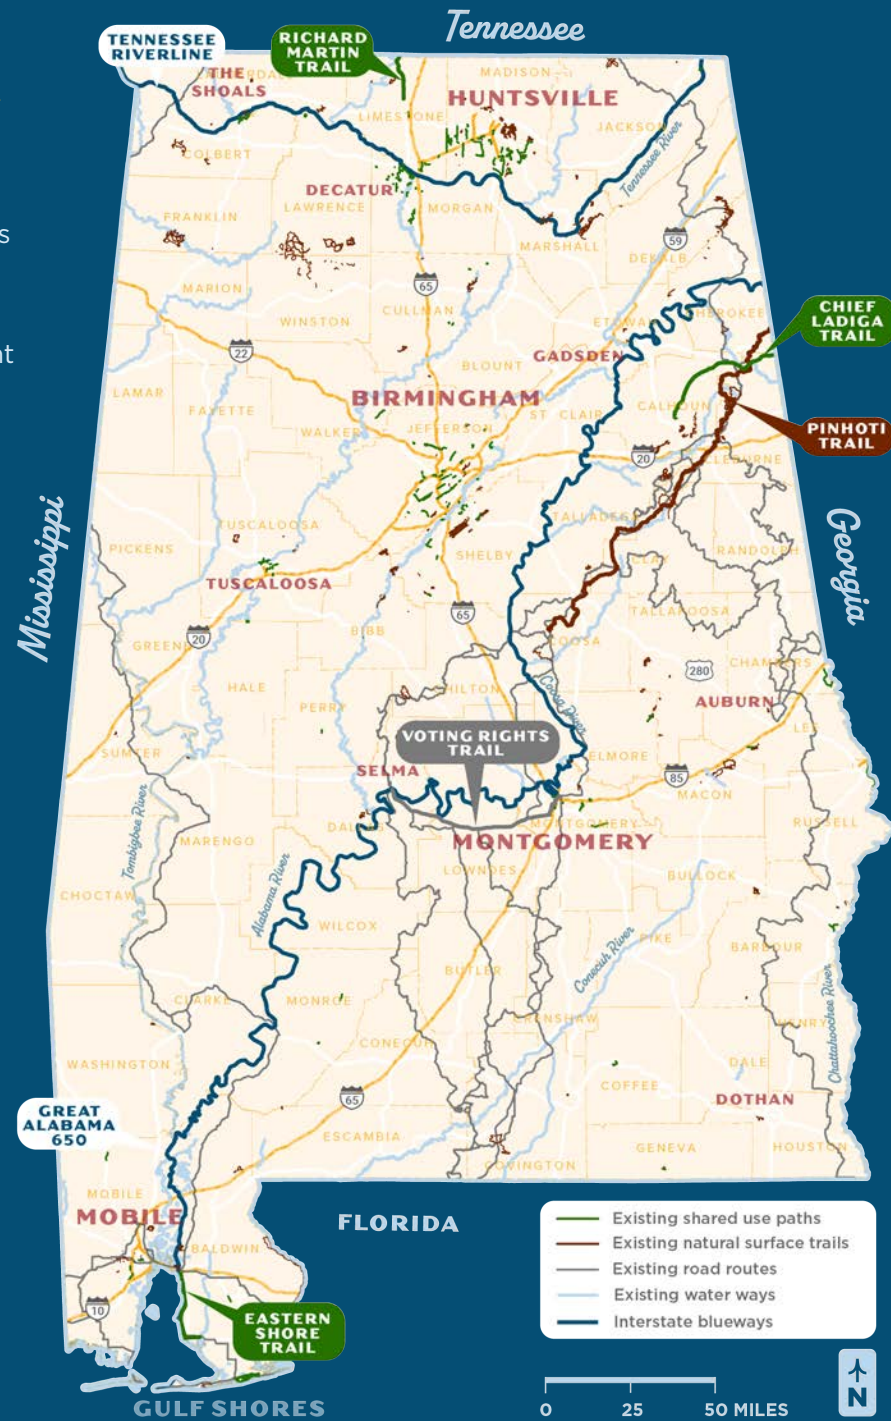 Tennessee
TENNESSEE
RIVERLINE
RICHARD
MARTIN
TRAIL
THE
SHOALS
MADISON
HUNTSVILLE
LIMESTONE
JACKSON
COLBERT
Tennessee River
DECATUR
LAWRENCE
MORGAN
FRANKLIN
s
MARSHALL
59
DEKALB
65
MARION
CULLMAN
CHEROKEE
WINSTON
ETOWAH
CHIEF
LADIGA
TRAIL
nt
22
GADSDEN
BLOUNT
LAMAR
BIRMINGHAM
CALHOUN
FAYETTE
ST CLAIR
WALKER
JEFFERSON
PINHOTI
TRAIL
20
CLEBURNE
Mississippi
Georgia
TUSCALOOSA
TALLADEGA
PICKENS
SHELBY
RANDOLPH
CLAY
TUSCALOOSA
65
TALLAPOOSA
BIBB
20
GREENE
COOSA
280
CHAMBERS
HALE
CHILTON
Coosa River
PERRY
AUBURN
LEE
VOTING RIGHTS
TRAIL
SUMTER
ELMORE
SELMA
85
MACON
Tombigbee River
DALLAS
MONTGOMERY
RUSSELL
MARENGO
MONTGOMERY
LOWNDES
BULLOCK
Alabama River
CHOCTAW
WILCOX
PIKE
BARBOUR
Conecuh River
BUTLER
Chattahoochee River
CLARKE
MONROE
CRENSHAW
HENRY
CONECUH
WASHINGTON
DALE
COFFEE
65
DOTHAN
GREAT
ALABAMA
650
ESCAMBIA
GENEVA
HOUSTON
COVINGTON
MOBILE
MOBILE
FLORIDA
BALDWIN
10
EASTERN
SHORE
TRAIL
GULF SHORES
Existing shared use paths
Existing natural surface trails
Existing road routes
Existing water ways
Interstate blueways
0 25 50 MILES
N